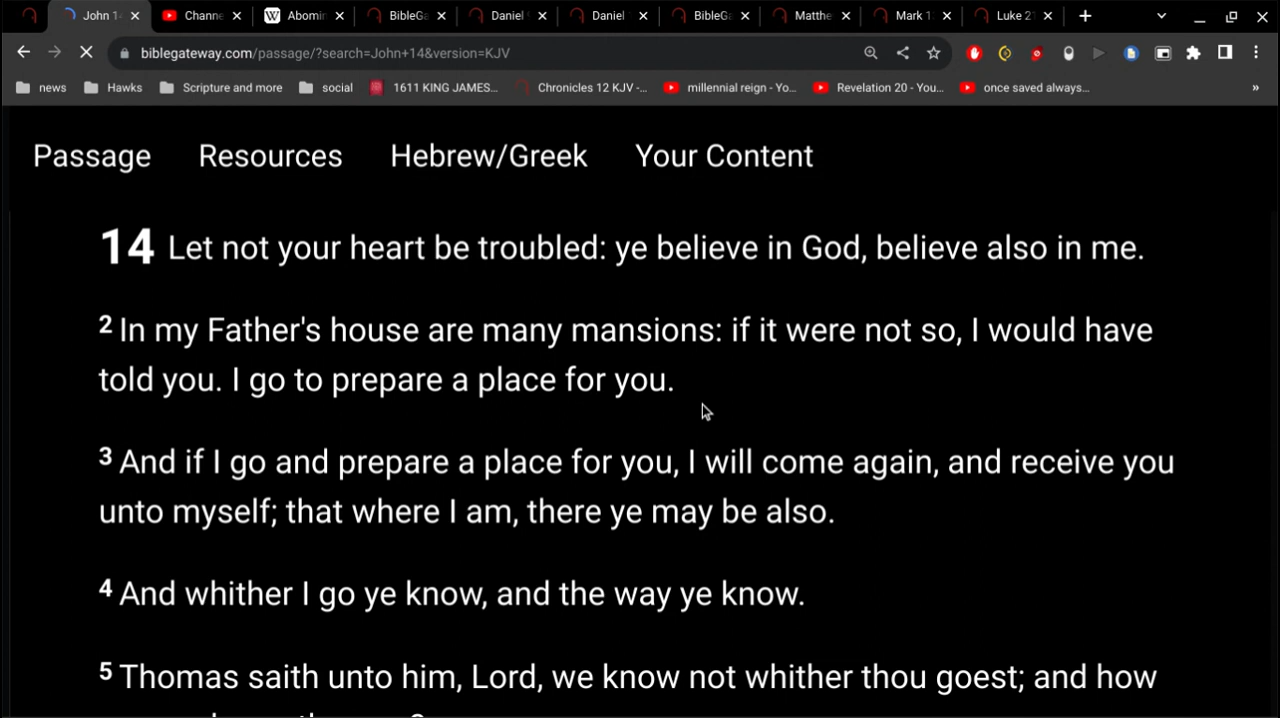 John 1 Channe Abomin BibleGa Daniel Daniel BibleGa Matthe Mark 1 Luke 2
biblegateway.com/passage/?search=John+14&version=KJV
news Hawks Scripture and more social 1611 KING JAMES... Chronicles 12 KJV -... millennial reign - Yo... Revelation 20 - You... once saved always... »
Passage Resources Hebrew/Greek Your Content
14 Let not your heart be troubled: ye believe in God, believe also in me.
2 In my Father's house are many mansions: if it were not so, I would have
told you. I go to prepare a place for you.
3 And if I go and prepare a place for you, I will come again, and receive you
unto myself; that where I am, there ye may be also.
4 And whither I go ye know, and the way ye know.
5 Thomas saith unto him, Lord, we know not whither thou goest; and how